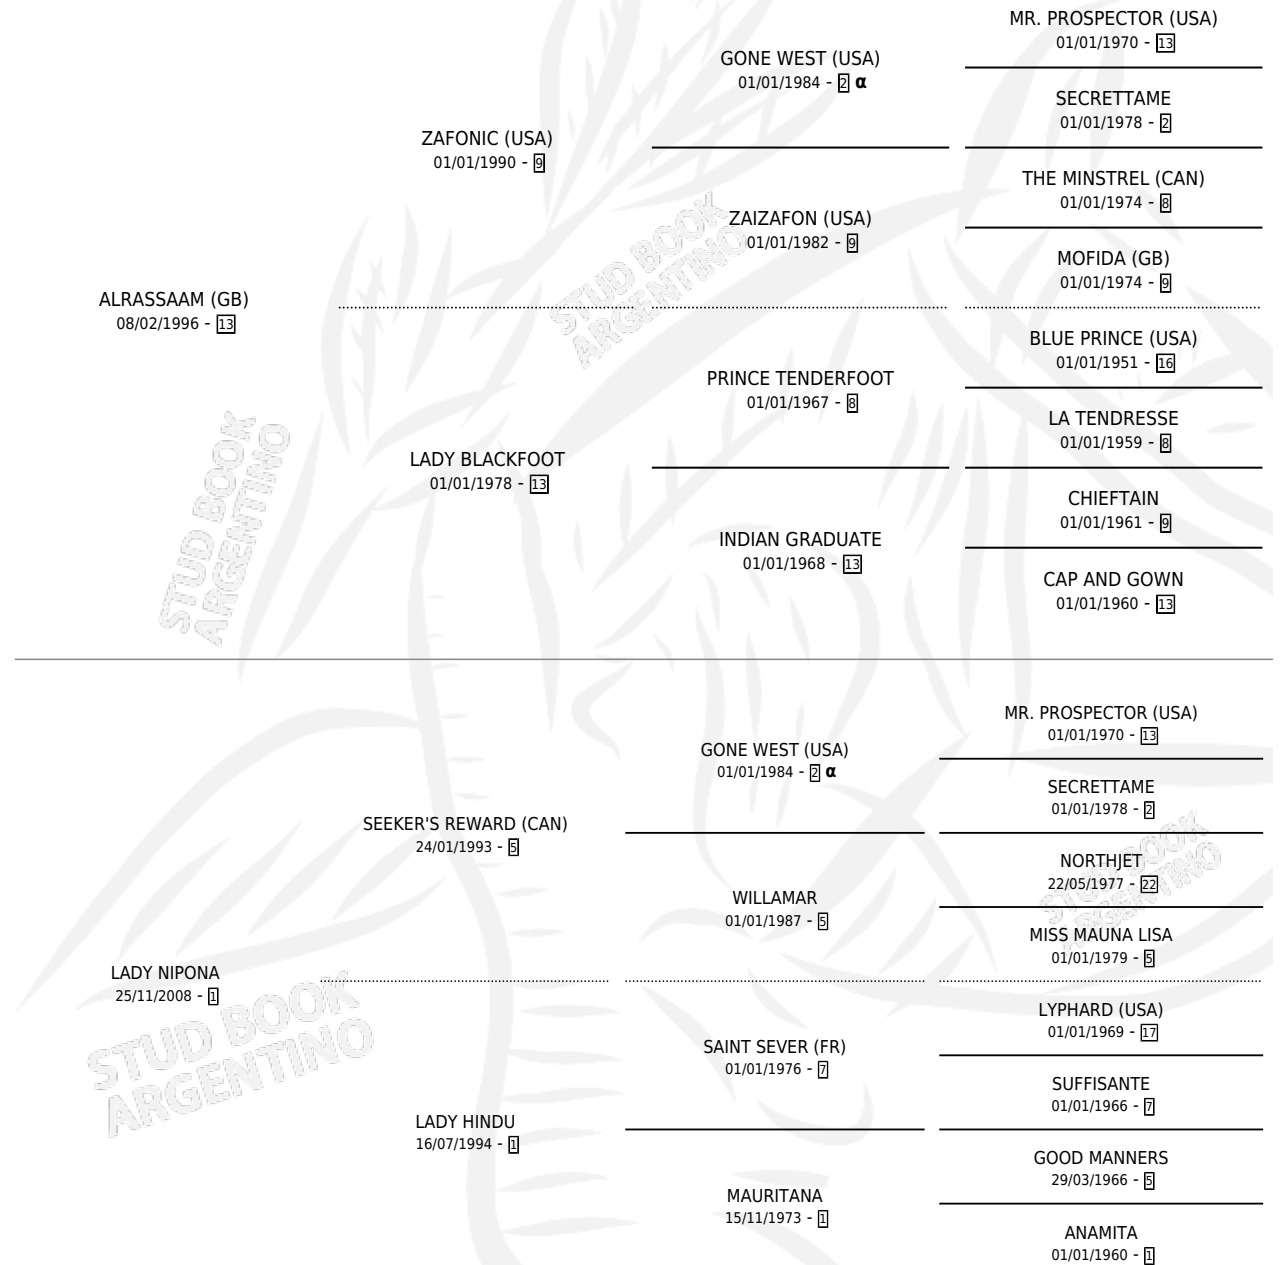 MR. PROSPECTOR (USA)
01/01/1970 - 13
GONE WEST (USA)
01/01/1984 - 2 α
SECRETTAME
01/01/1978 - 2
ZAFONIC (USA)
01/01/1990 - 9
THE MINSTREL (CAN)
01/01/1974 - 8
ZAIZAFON (USA)
01/01/1982 - 9
MOFIDA (GB)
01/01/1974 - 9
ALRASSAAM (GB)
08/02/1996 - 13
BLUE PRINCE (USA)
01/01/1951 - 16
PRINCE TENDERFOOT
01/01/1967 - 8
LA TENDRESSE
01/01/1959 - 8
LADY BLACKFOOT
01/01/1978 - 13
CHIEFTAIN
01/01/1961 - 9
INDIAN GRADUATE
01/01/1968 - 13
CAP AND GOWN
01/01/1960 - 13
MR. PROSPECTOR (USA)
01/01/1970 - 13
GONE WEST (USA)
01/01/1984 - 2 α
SECRETTAME
01/01/1978 - 2
SEEKER'S REWARD (CAN)
24/01/1993 - 5
NORTHJET
22/05/1977 - 22
WILLAMAR
01/01/1987 - 5
MISS MAUNA LISA
01/01/1979 - 5
LADY NIPONA
25/11/2008 - 1
LYPHARD (USA)
01/01/1969 - 17
SAINT SEVER (FR)
01/01/1976 - 7
SUFFISANTE
01/01/1966 - 7
LADY HINDU
16/07/1994 - 1
GOOD MANNERS
29/03/1966 - 5
MAURITANA
15/11/1973 - 1
ANAMITA
01/01/1960 - 1
STUD BOOK
ARGENTINO
STUD BOOK
ARGENTINO
STUD BOOK
ARGENTINO
STUD BOOK
ARGENTINO